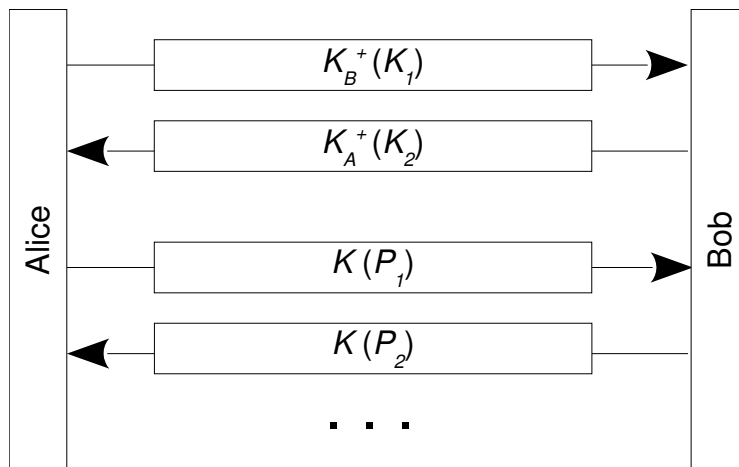 Alice
K_B^+(K_1)
K_A^+(K_2)
K(P_1)
K(P_2)
. . .
Bob